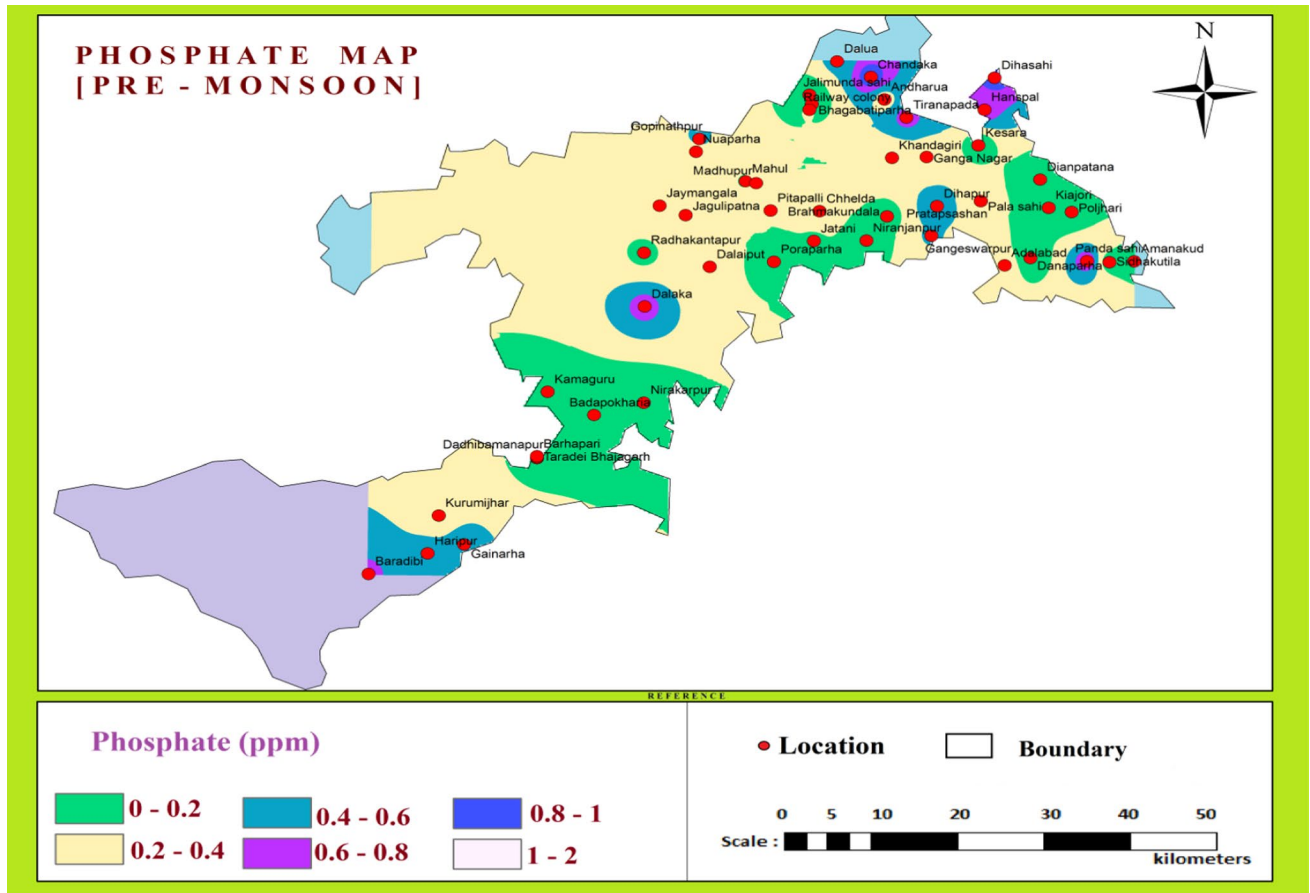 PHOSPHATE MAP
[PRE - MONSOON]
N
Dalua
Chandaka
Dihasahi
Jalimunda sahi
Andharua
Railway colony
Hanspal
Bhagabatiparha
Tiranapada
Gopinathpur
Nuaparha
Kesara
Khandagiri
Ganga Nagar
Madhupur
Mahul
Dianpatana
Jaymangala
Pitapalli
Chhelda
Dihapur
Kiajori
Jagulipatna
Brahmakundala
Pratapsashan
Pala sahi
Poljhari
Jatani
Niranjanpur
Radhakantapur
Dalaiput
Poraparha
Gangeswarpur
Adalabad
Panda sahi
Amanakud
Danaparha
Dalaka
Kamaguru
Nirakarpur
Badapokharia
Dadhibamanapur
Barhapari
Taradei Bhajagarh
Kurumijhar
Haripur
Gainarha
Baradibi
REFERENCE
Phosphate (ppm)
0 - 0.2
0.4 - 0.6
0.8 - 1
0.2 - 0.4
0.6 - 0.8
1 - 2
Location
Boundary
0 5 10 20 30 40 50
Scale :
kilometers